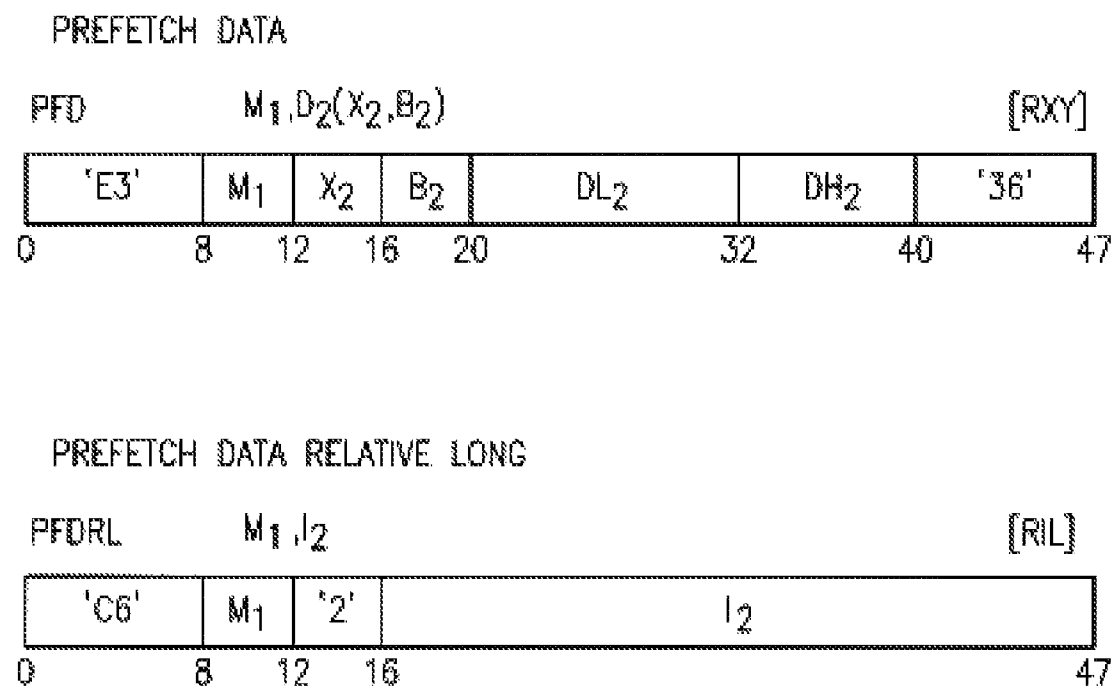 PREFETCH DATA
PFD M1,D2(X2,B2) [RXY]
'E3' M1 X2 B2 DL2 DH2 '36'
0 8 12 16 20 32 40 47
PREFETCH DATA RELATIVE LONG
PFDRL M1,I2 [RIL]
'C6' M1 '2' I2
0 8 12 16 47